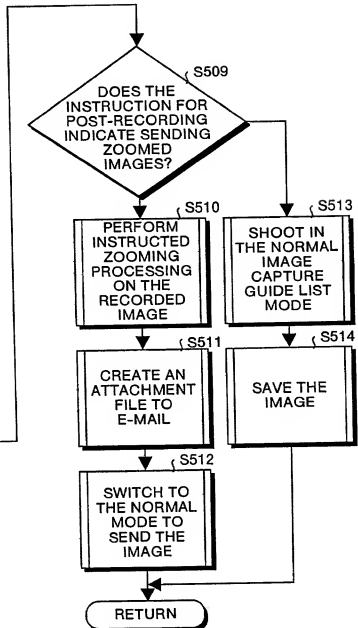 S509
DOES THE
INSTRUCTION FOR
POST-RECORDING
INDICATE SENDING
ZOOMED
IMAGES?
S510
PERFORM
INSTRUCTED
ZOOMING
PROCESSING
ON THE
RECORDED
IMAGE
S513
SHOOT IN
THE NORMAL
IMAGE
CAPTURE
GUIDE LIST
MODE
S511
CREATE AN
ATTACHMENT
FILE TO
E-MAIL
S514
SAVE THE
IMAGE
S512
SWITCH TO
THE NORMAL
MODE TO
SEND THE
IMAGE
RETURN